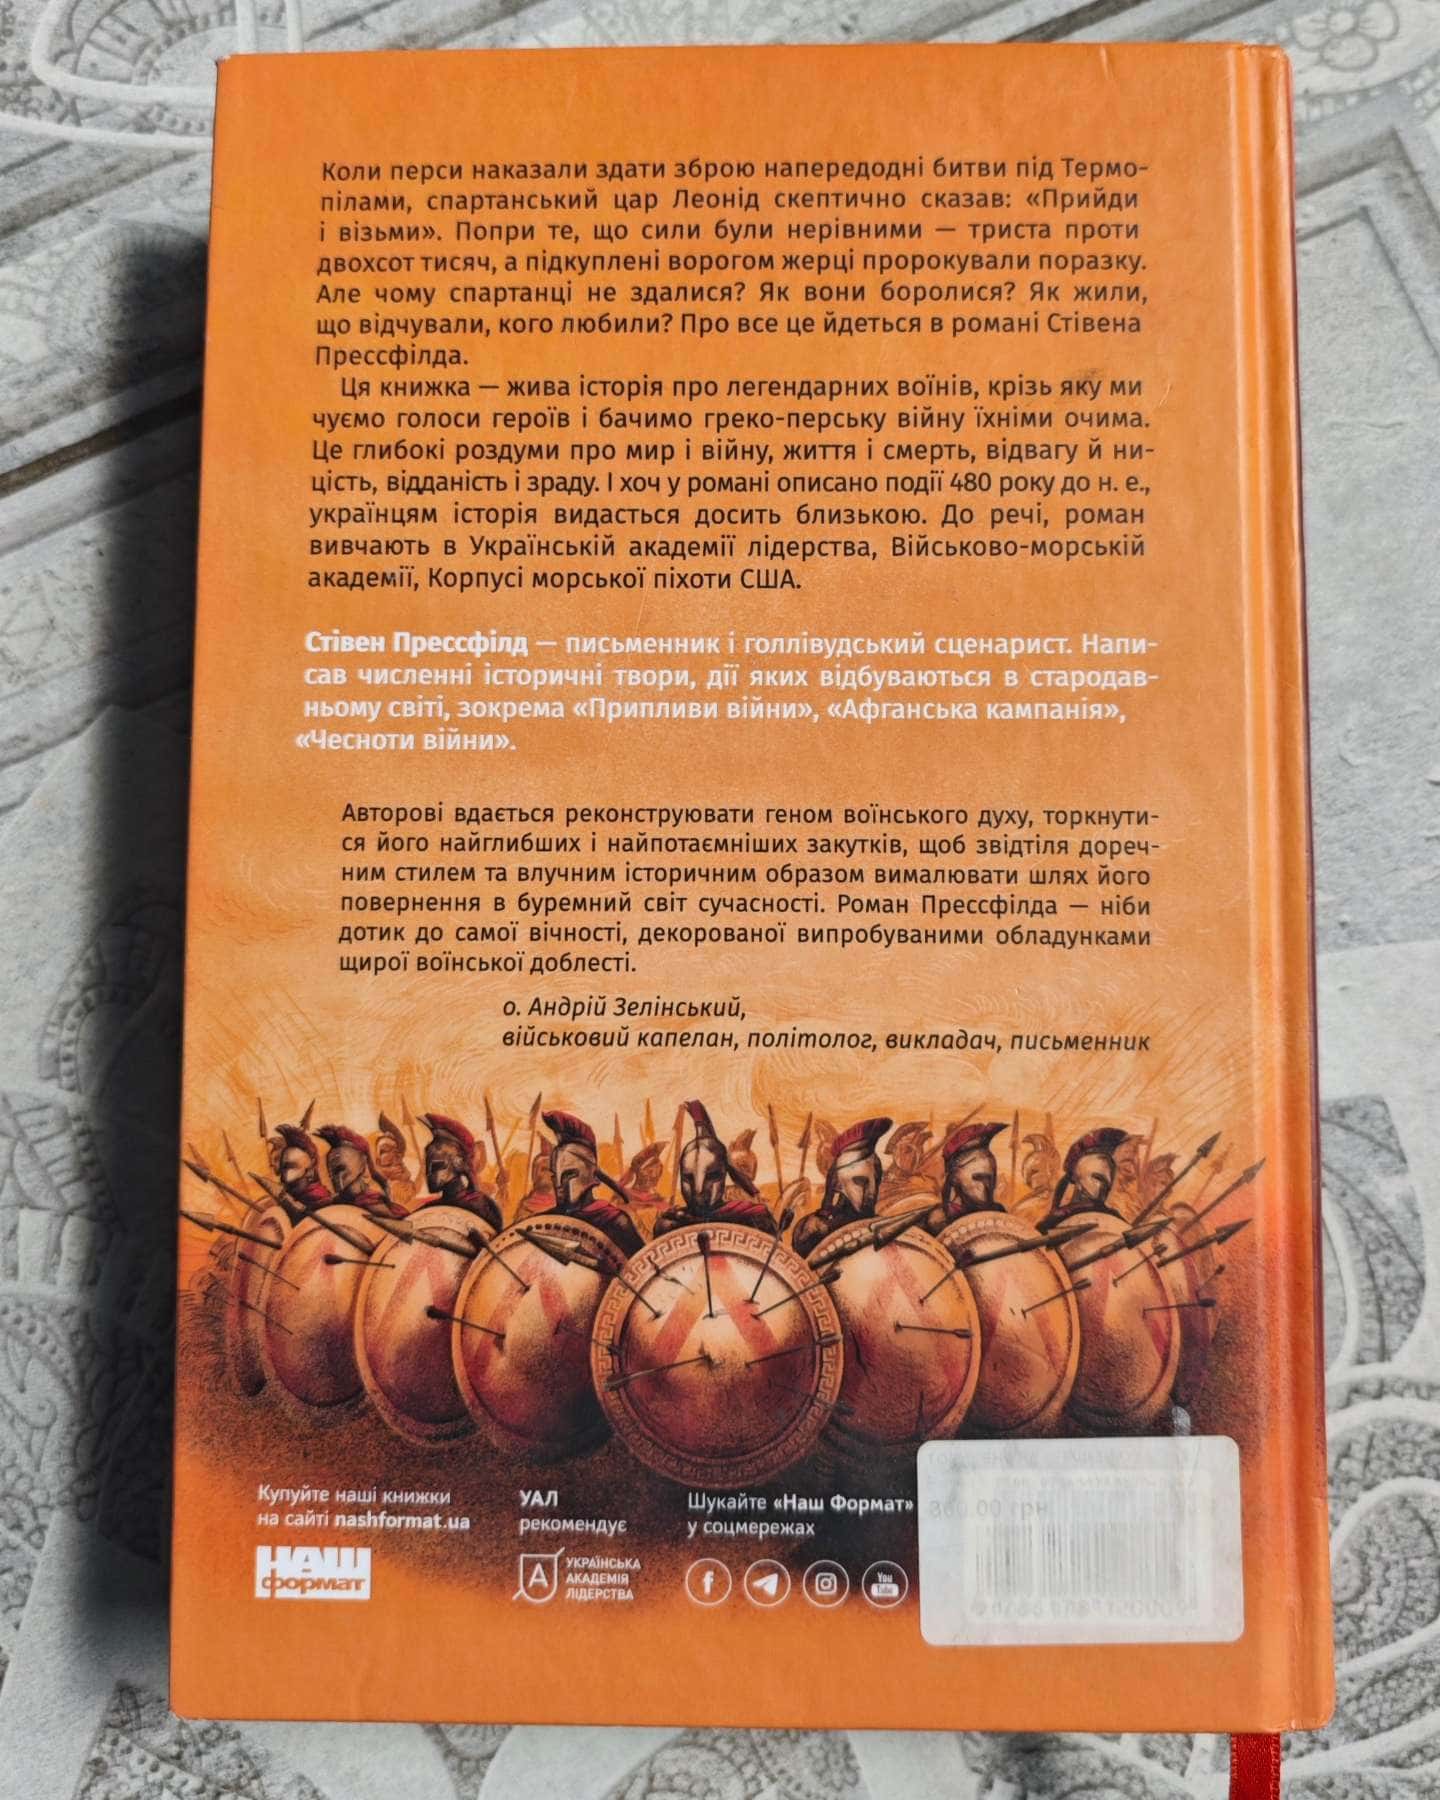 Коли перси наказали здати зброю напередодні битви під Термо-
пілами, спартанський цар Леонід скептично сказав: «Прийди
і візьми». Попри те, що сили були нерівними — триста проти
двохсот тисяч, а підкуплені ворогом жерці пророкували поразку.
Але чому спартанці не здалися? Як вони боролися? Як жили,
що відчували, кого любили? Про все це йдеться в романі Стівена
Прессфілда.
Ця книжка — жива історія про легендарних воїнів, крізь яку ми
чуємо голоси героїв і бачимо греко-перську війну їхніми очима.
Це глибокі роздуми про мир і війну, життя і смерть, відвагу й ни-
цість, відданість і зраду. І хоч у романі описано події 480 року до н. е.,
українцям історія видасться досить близькою. До речі, роман
вивчають в Українській академії лідерства, Військово-морській
академії, Корпусі морської піхоти США.
Стівен Прессфілд — письменник і голлівудський сценарист. Напи-
сав численні історичні твори, дії яких відбуваються в стародав-
ньому світі, зокрема «Припливи війни», «Афганська кампанія»,
«Чесноти війни».
Авторові вдається реконструювати геном воїнського духу, торкнути-
ся його найглибших і найпотаємніших закутків, щоб звідтіля дореч-
ним стилем та влучним історичним образом вималювати шлях його
повернення в буремний світ сучасності. Роман Прессфілда — ніби
дотик до самої вічності, декорованої випробуваними обладунками
щирої воїнської доблесті.
о. Андрій Зелінський,
військовий капелан, політолог, викладач, письменник
Купуйте наші книжки
на сайті nashformat.ua
НАШ
формат
УАЛ
рекомендує
УКРАЇНСЬКА
АКАДЕМІЯ
ЛІДЕРСТВА
Шукайте «Наш Формат»
у соцмережах
You
Tube